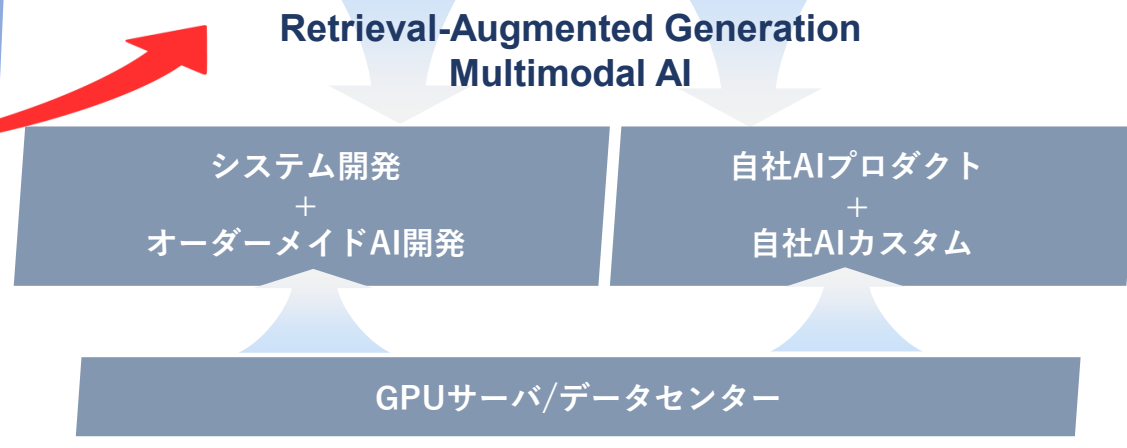 Retrieval-Augmented Generation
Multimodal AI
システム開発
+
オーダーメイドAI開発
自社AIプロダクト
+
自社AIカスタム
GPUサーバ/データセンター